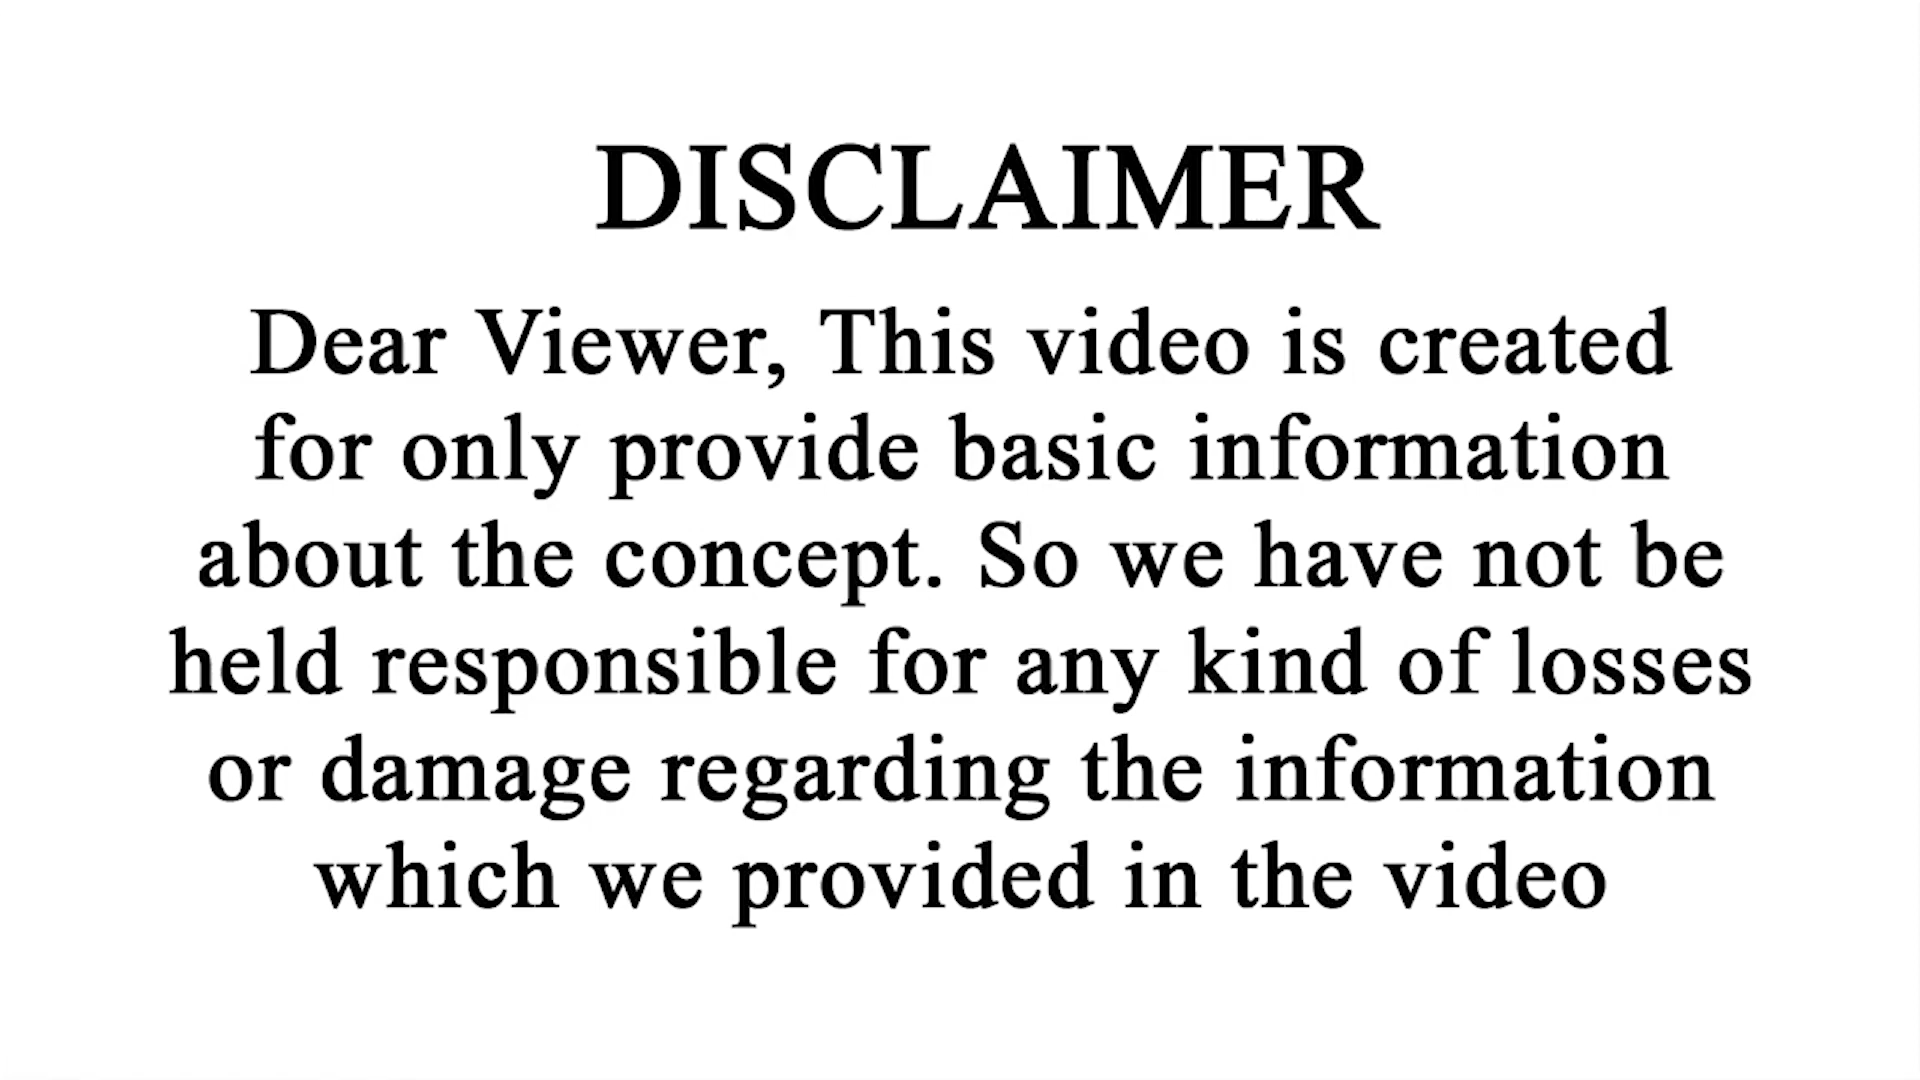 DISCLAIMER
Dear Viewer, This video is created
for only provide basic information
about the concept. So we have not be
held responsible for any kind of losses
or damage regarding the information
which we provided in the video